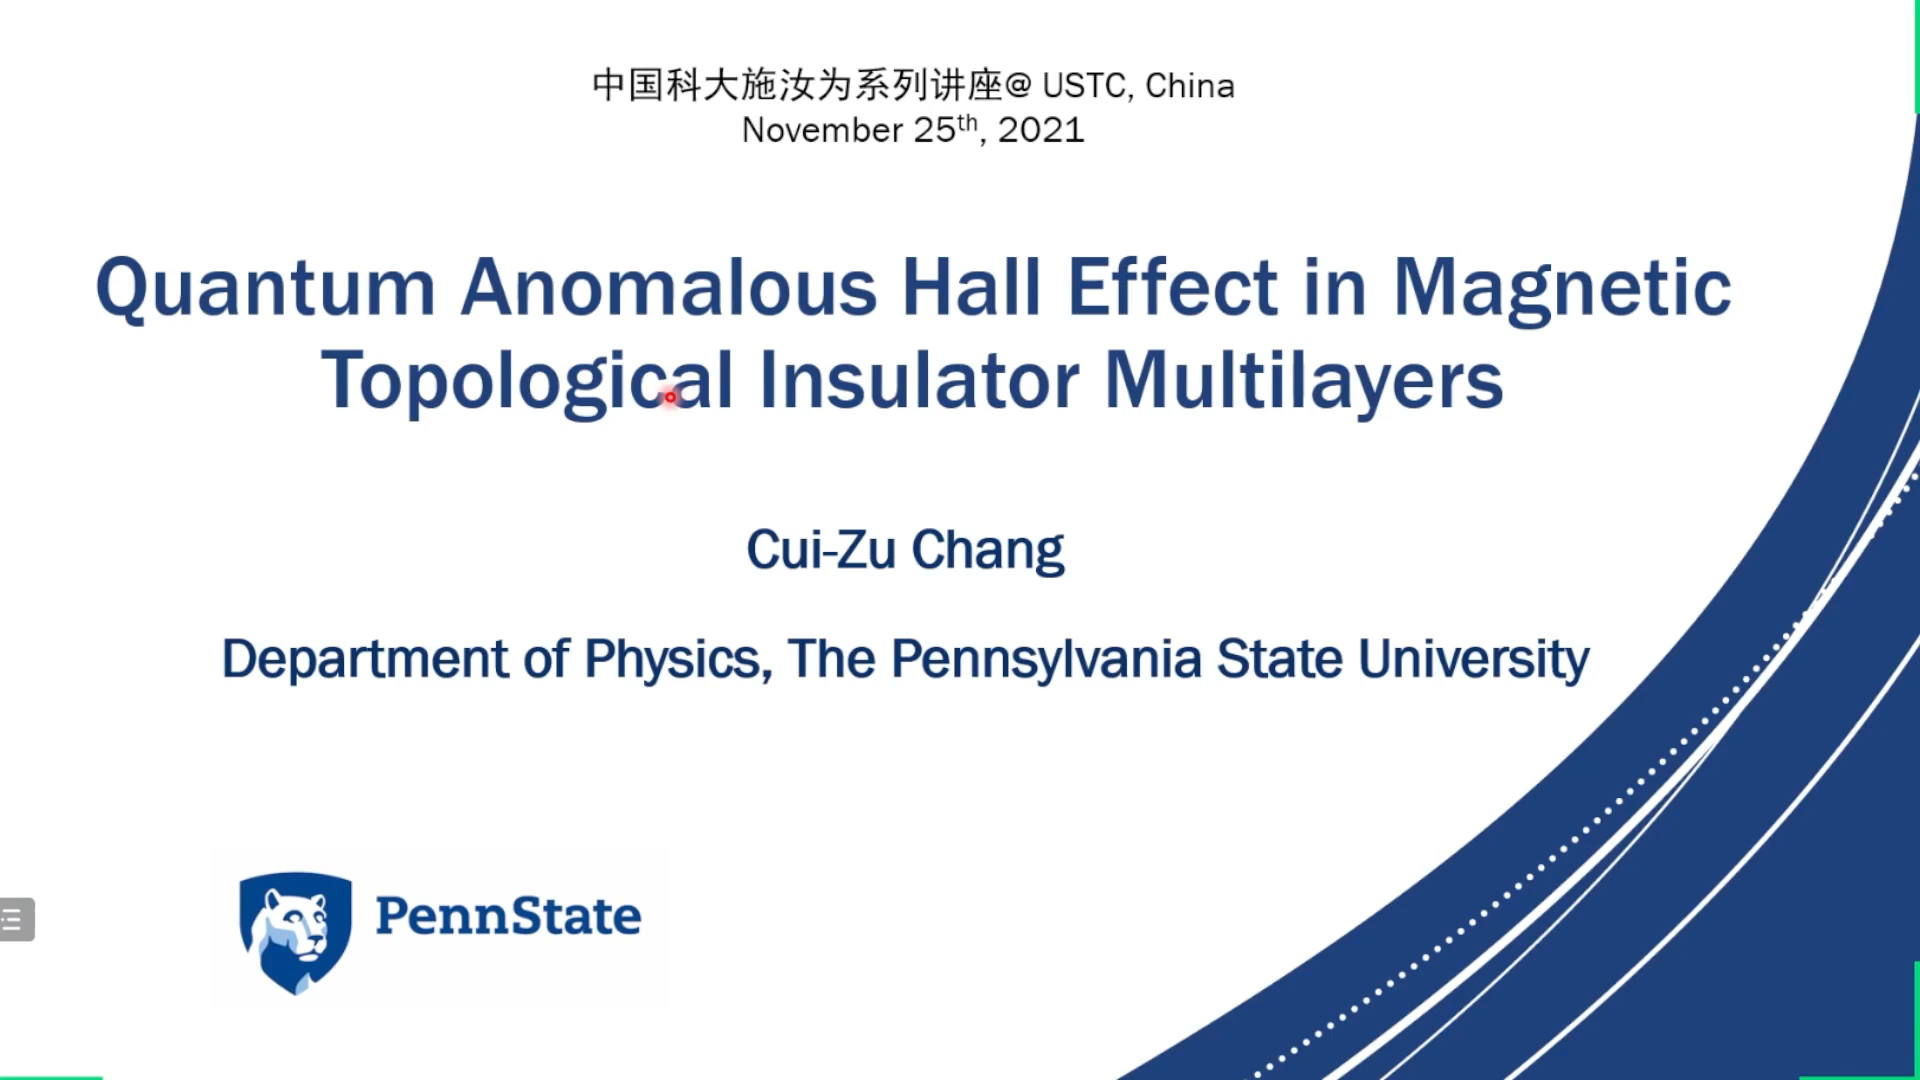 中国科大施汝为系列讲座@ USTC, China
November 25th, 2021
Quantum Anomalous Hall Effect in Magnetic
Topological Insulator Multilayers
Cui-Zu Chang
Department of Physics, The Pennsylvania State University
PennState